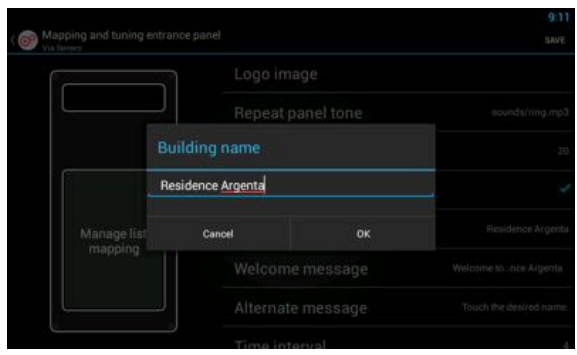 9:11
Mapping and tuning entrance panel
Via ferrero
SAVE
Logo image
Repeat panel tone
sounds/ring.mp3
20
Building name
Residence Argenta
Cancel
OK
Manage list
mapping
Residence Argenta
Welcome message
Welcome to...nce Argenta
Alternate message
Touch the desired name.
Time interval
4